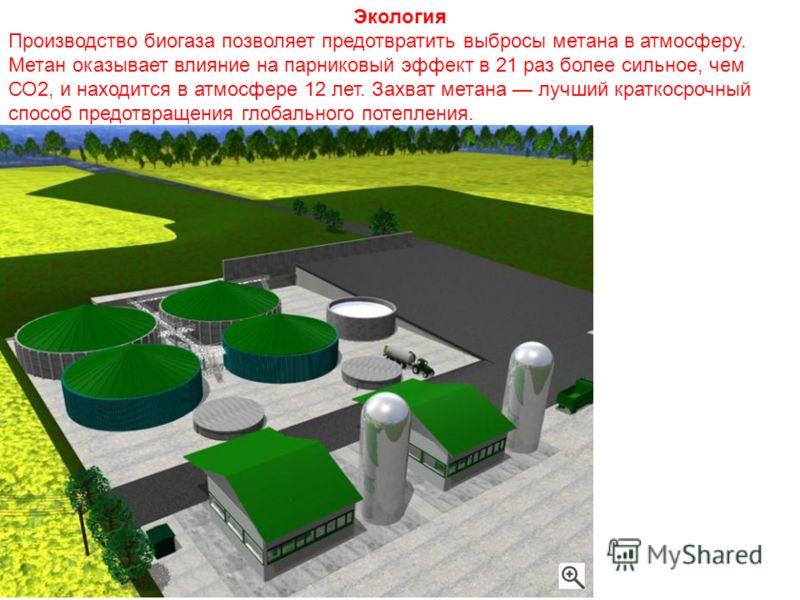 Экология
Производство биогаза позволяет предотвратить выбросы метана в атмосферу.
Метан оказывает влияние на парниковый эффект в 21 раз более сильное, чем
СО2, и находится в атмосфере 12 лет. Захват метана — лучший краткосрочный
способ предотвращения глобального потепления.
MyShared